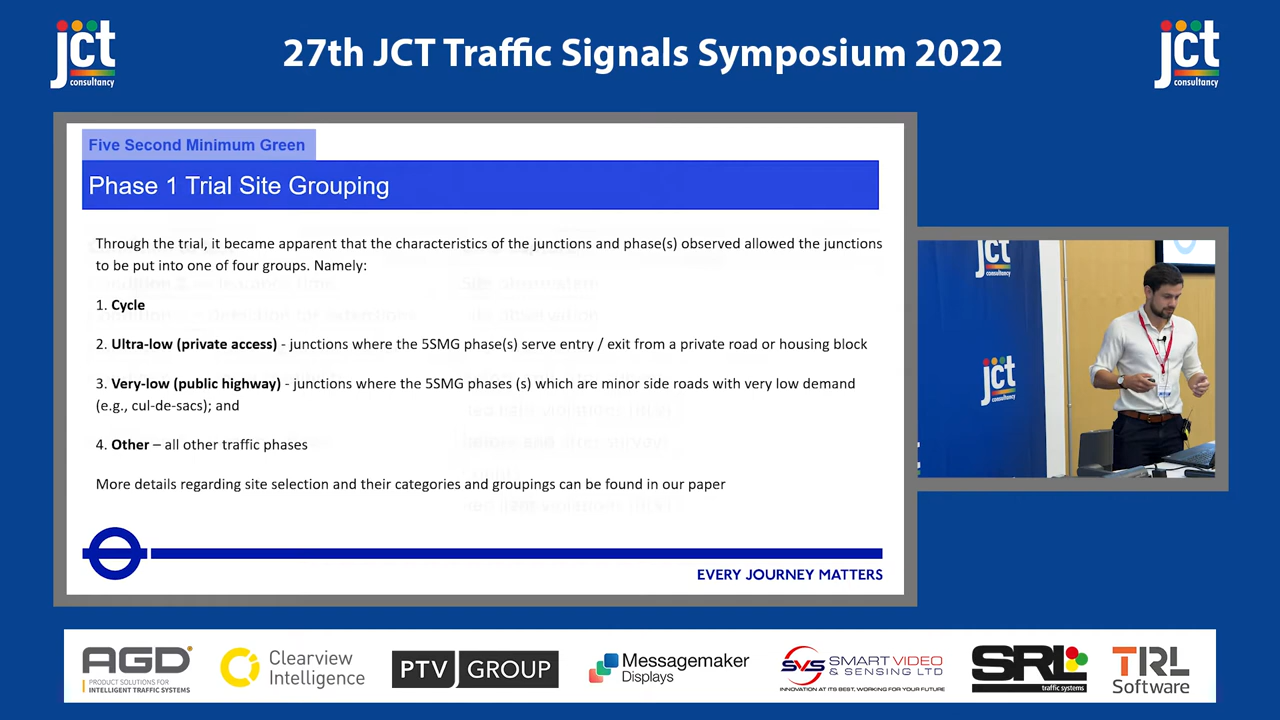 jct
consultancy
27th JCT Traffic Signals Symposium 2022
jct
consultancy
Five Second Minimum Green
Phase 1 Trial Site Grouping
Through the trial, it became apparent that the characteristics of the junctions and phase(s) observed allowed the junctions
to be put into one of four groups. Namely:
1. Cycle
2. Ultra-low (private access) - junctions where the 5SMG phase(s) serve entry / exit from a private road or housing block
3. Very-low (public highway) - junctions where the 5SMG phases (s) which are minor side roads with very low demand
(e.g., cul-de-sacs); and
4. Other – all other traffic phases
More details regarding site selection and their categories and groupings can be found in our paper
EVERY JOURNEY MATTERS
jct
consultancy
jct
consultancy
AGD
PRODUCT SOLUTIONS FOR
INTELLIGENT TRAFFIC SYSTEMS
Clearview
Intelligence
PTV GROUP
Messagemaker
Displays
SVS SMART VIDEO
& SENSING LTD
INNOVATION AT ITS BEST, WORKING FOR YOUR FUTURE
SRL
traffic systems
TRL
Software